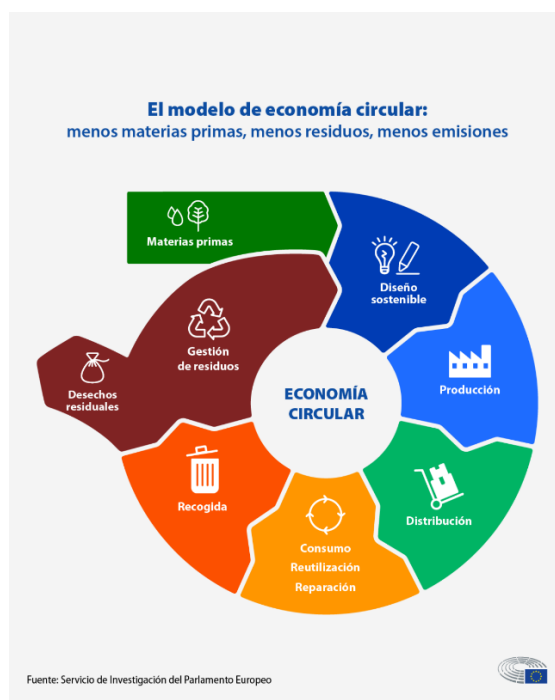 El modelo de economía circular:
menos materias primas, menos residuos, menos emisiones
Materias primas
Diseño
sostenible
Producción
Distribución
Consumo
Reutilización
Reparación
Recogida
Gestión
de residuos
Desechos
residuales
ECONOMÍA
CIRCULAR
Fuente: Servicio de Investigación del Parlamento Europeo